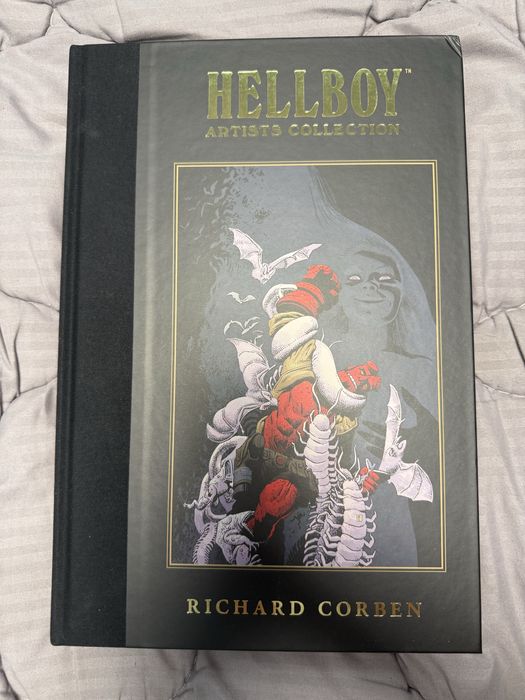 HELLBOY™
ARTISTS COLLECTION
RICHARD CORBEN